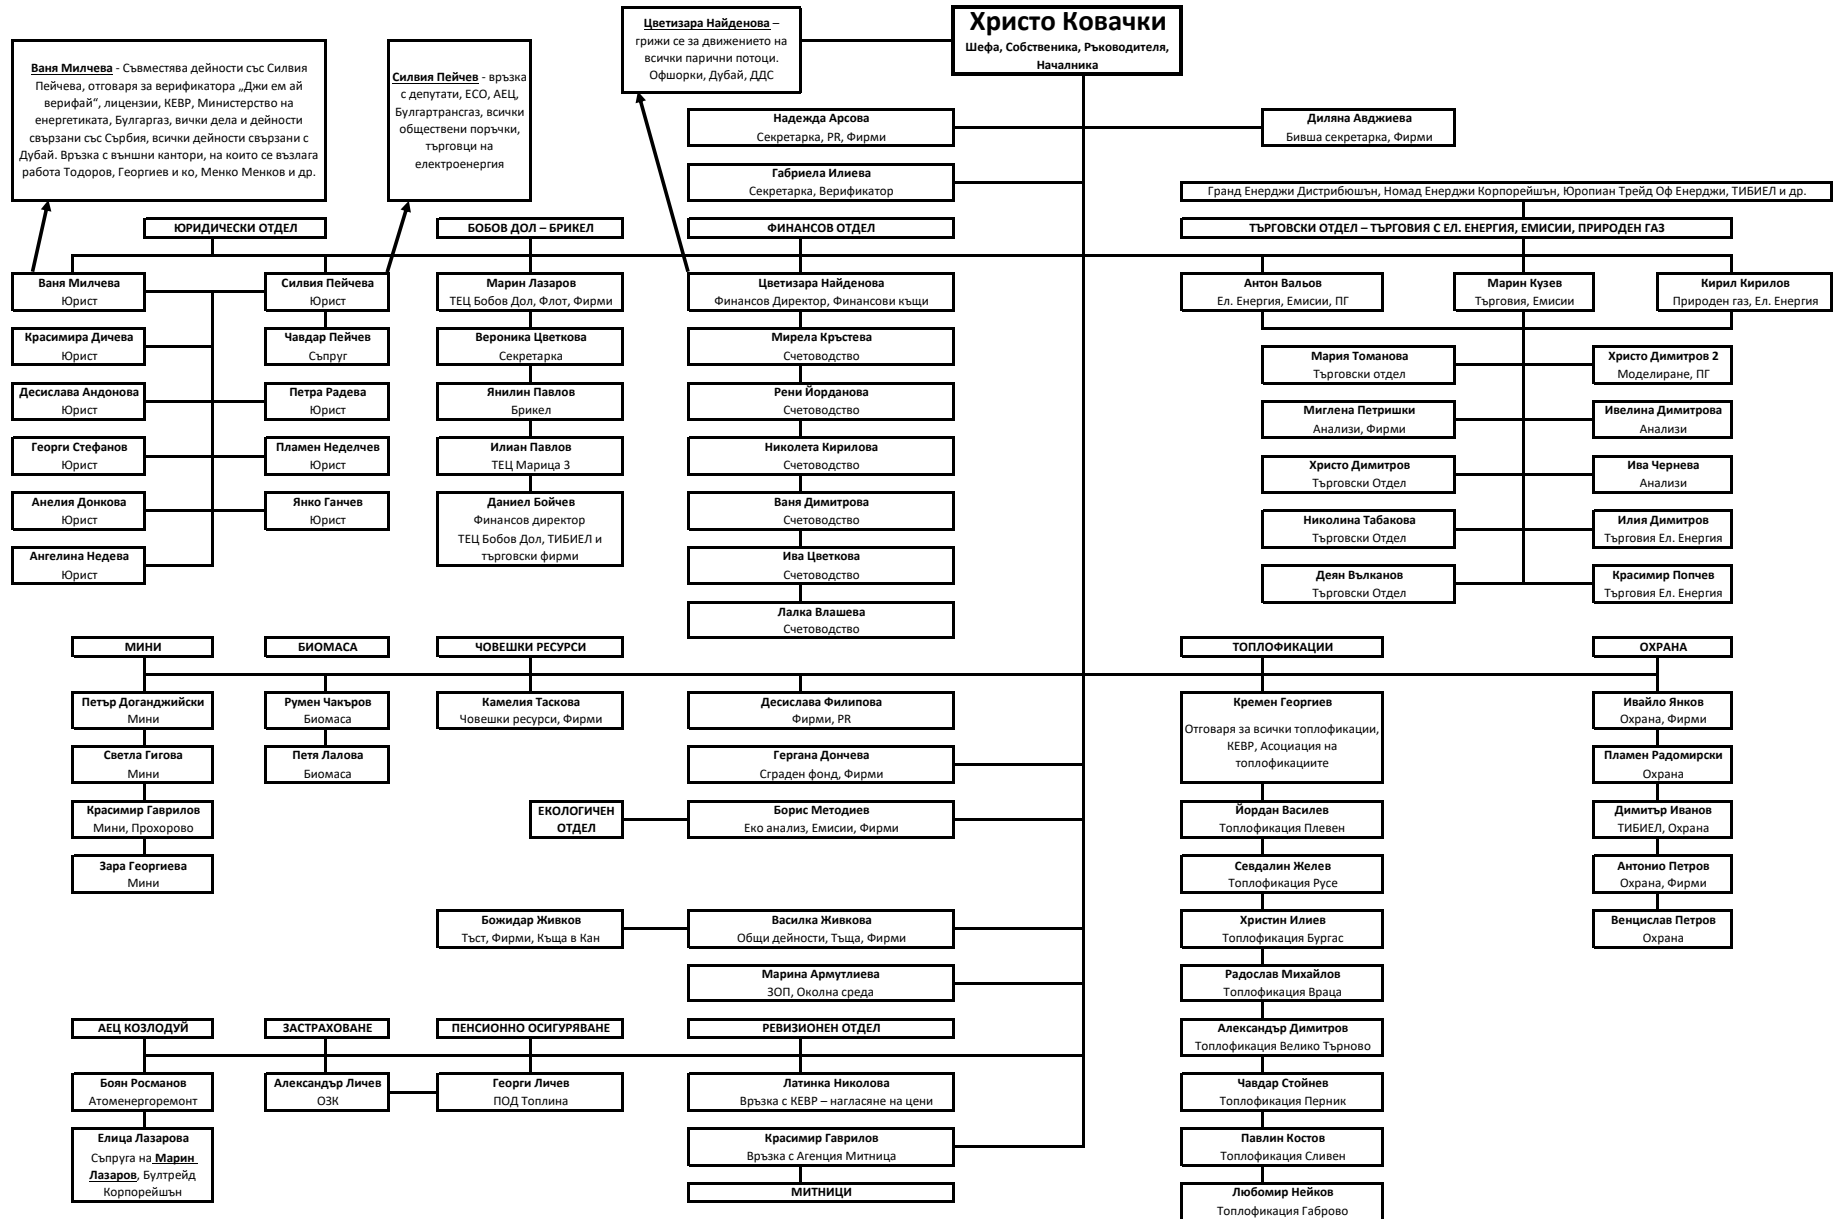 Христо Ковачки
Шефа, Собственика, Ръководителя,
Началника
Цветизара Найденова –
грижи се за движението на
всички парични потоци.
Офшорки, Дубай, ДДС
Ваня Милчева - Съвместява дейности със Силвия
Пейчева, отговаря за верификатора „Джи ем ай
верифай“, лицензии, КЕВР, Министерство на
енергетиката, Булгаргаз, вички дела и дейности
свързани със Сърбия, всички дейности свързани с
Дубай. Връзка с външни кантори, на които се възлага
работа Тодоров, Георгиев и ко, Менко Менков и др.
Силвия Пейчев - връзка
с депутати, ЕСО, АЕЦ,
Булгартрансгаз, всички
обществени поръчки,
търговци на
електроенергия
Надежда Арсова
Секретарка, PR, Фирми
Диляна Авджиева
Бивша секретарка, Фирми
Габриела Илиева
Секретарка, Верификатор
Гранд Енерджи Дистрибюшън, Номад Енерджи Корпорейшън, Юропиан Трейд Оф Енерджи, ТИБИЕЛ и др.
ЮРИДИЧЕСКИ ОТДЕЛ
БОБОВ ДОЛ – БРИКЕЛ
ФИНАНСОВ ОТДЕЛ
ТЪРГОВСКИ ОТДЕЛ – ТЪРГОВИЯ С ЕЛ. ЕНЕРГИЯ, ЕМИСИИ, ПРИРОДЕН ГАЗ
Ваня Милчева
Юрист
Силвия Пейчева
Юрист
Марин Лазаров
ТЕЦ Бобов Дол, Флот, Фирми
Цветизара Найденова
Финансов Директор, Финансови къщи
Антон Вальов
Ел. Енергия, Емисии, ПГ
Марин Кузев
Търговия, Емисии
Кирил Кирилов
Природен газ, Ел. Енергия
Красимира Дичева
Юрист
Чавдар Пейчев
Съпруг
Вероника Цветкова
Секретарка
Мирела Кръстева
Счетоводство
Мария Томанова
Търговски отдел
Христо Димитров 2
Моделиране, ПГ
Десислава Андонова
Юрист
Петра Радева
Юрист
Янилин Павлов
Брикел
Рени Йорданова
Счетоводство
Миглена Петришки
Анализи, Фирми
Ивелина Димитрова
Анализи
Георги Стефанов
Юрист
Пламен Неделчев
Юрист
Илиан Павлов
ТЕЦ Марица 3
Николета Кирилова
Счетоводство
Христо Димитров
Търговски Отдел
Ива Чернева
Анализи
Анелия Донкова
Юрист
Янко Ганчев
Юрист
Даниел Бойчев
Финансов директор
ТЕЦ Бобов Дол, ТИБИЕЛ и
търговски фирми
Ваня Димитрова
Счетоводство
Николина Табакова
Търговски Отдел
Илия Димитров
Търговия Ел. Енергия
Ангелина Недева
Юрист
Ива Цветкова
Счетоводство
Деян Вълканов
Търговски Отдел
Красимир Попчев
Търговия Ел. Енергия
Лалка Влашева
Счетоводство
МИНИ
БИОМАСА
ЧОВЕШКИ РЕСУРСИ
ТОПЛОФИКАЦИИ
ОХРАНА
Петър Доганджийски
Мини
Румен Чакъров
Биомаса
Камелия Таскова
Човешки ресурси, Фирми
Десислава Филипова
Фирми, PR
Кремен Георгиев
Отговаря за всички топлофикации,
КЕВР, Асоциация на
топлофикациите
Ивайло Янков
Охрана, Фирми
Светла Гигова
Мини
Петя Лалова
Биомаса
Гергана Дончева
Сграден фонд, Фирми
Пламен Радомирски
Охрана
Красимир Гаврилов
Мини, Прохорово
ЕКОЛОГИЧЕН
ОТДЕЛ
Борис Методиев
Еко анализ, Емисии, Фирми
Йордан Василев
Топлофикация Плевен
Димитър Иванов
ТИБИЕЛ, Охрана
Зара Георгиева
Мини
Севдалин Желев
Топлофикация Русе
Антонио Петров
Охрана, Фирми
Божидар Живков
Тъст, Фирми, Къща в Кан
Василка Живкова
Общи дейности, Тъща, Фирми
Христин Илиев
Топлофикация Бургас
Венцислав Петров
Охрана
Марина Армутлиева
ЗОП, Околна среда
Радослав Михайлов
Топлофикация Враца
АЕЦ КОЗЛОДУЙ
ЗАСТРАХОВАНЕ
ПЕНСИОННО ОСИГУРЯВАНЕ
РЕВИЗИОНЕН ОТДЕЛ
Александър Димитров
Топлофикация Велико Търново
Боян Росманов
Атоменергоремонт
Александър Личев
ОЗК
Георги Личев
ПОД Топлина
Латинка Николова
Връзка с КЕВР – нагласяне на цени
Чавдар Стойнев
Топлофикация Перник
Елица Лазарова
Съпруга на Марин
Лазаров, Бултрейд
Корпорейшън
Красимир Гаврилов
Връзка с Агенция Митница
Павлин Костов
Топлофикация Сливен
МИТНИЦИ
Любомир Нейков
Топлофикация Габрово